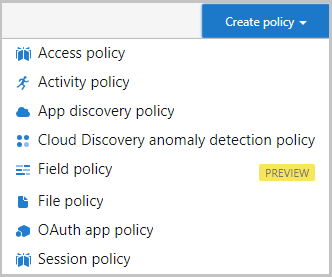 Create policy
Access policy
Activity policy
App discovery policy
Cloud Discovery anomaly detection policy
Field policy
PREVIEW
File policy
OAuth app policy
Session policy